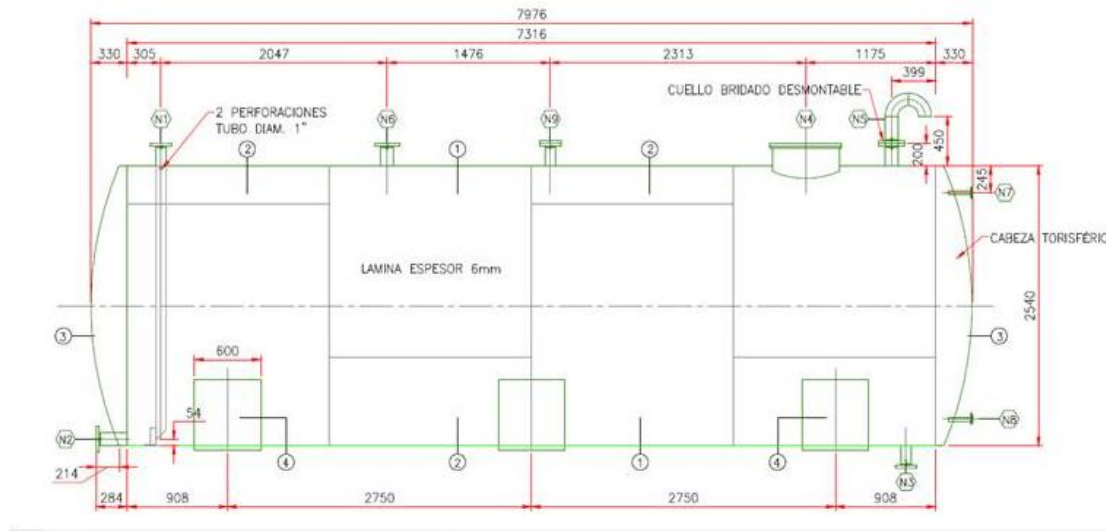 7976
7316
330 305 2047 1476 2313 1175 330
399
CUELLO BRIDADO DESMONTABLE
2 PERFORACIONES
TUBO DIAM. 1"
N1 N6 N9 N4 N5
2 1 2
200 450
245
N7
CABEZA TORISFÉRIC
LAMINA ESPESOR 6mm
2540
3 3
600
54
N2 N8
4 2 1 4
N3
214
284 908 2750 2750 908